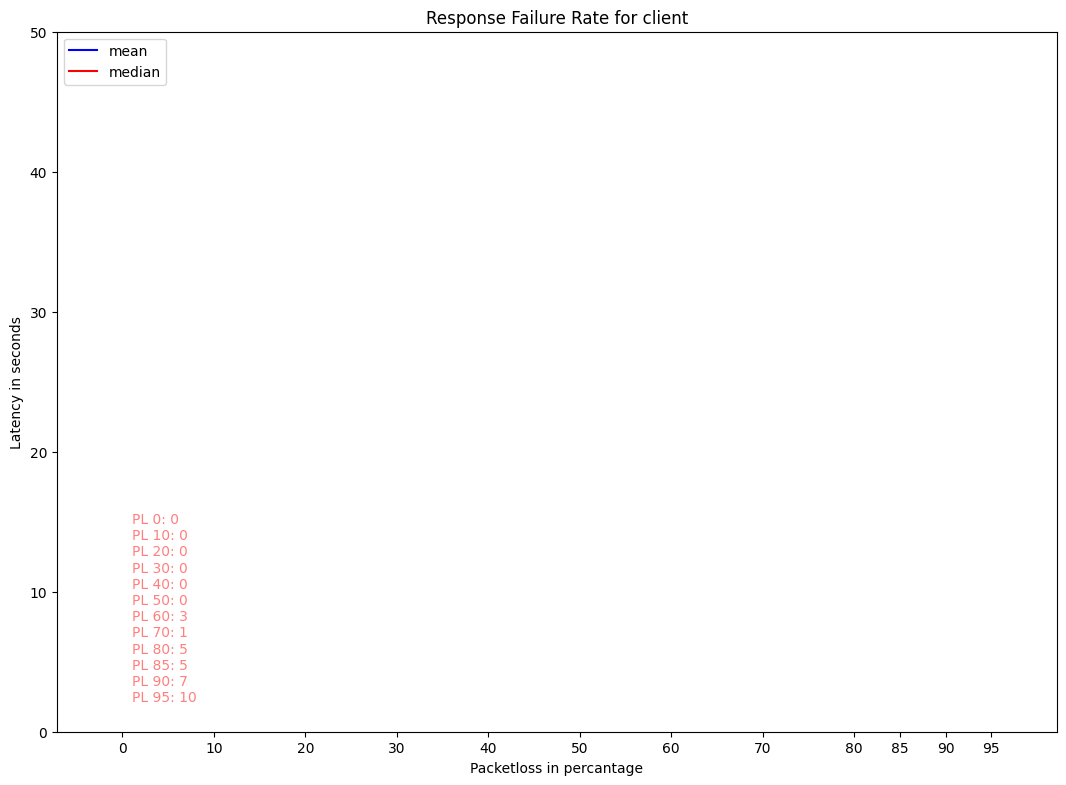 Response Failure Rate for client
50
mean
median
40
30
Latency in seconds
20
PL 0: 0
PL 10: 0
PL 20: 0
PL 30: 0
PL 40: 0
10
PL 50: 0
PL 60: 3
PL 70: 1
PL 80: 5
PL 85: 5
PL 90: 7
PL 95: 10
0
0 10 20 30 40 50 60 70 80 85 90 95
Packetloss in percantage